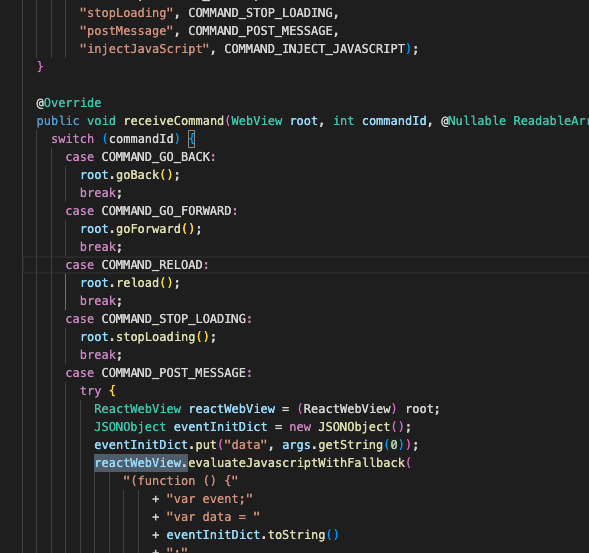 "stopLoading", COMMAND_STOP_LOADING,
"postMessage", COMMAND_POST_MESSAGE,
"injectJavaScript", COMMAND_INJECT_JAVASCRIPT);
}
@Override
public void receiveCommand(WebView root, int commandId, @Nullable ReadableArr
switch (commandId) {
case COMMAND_GO_BACK:
root.goBack();
break;
case COMMAND_GO_FORWARD:
root.goForward();
break;
case COMMAND_RELOAD:
root.reload();
break;
case COMMAND_STOP_LOADING:
root.stopLoading();
break;
case COMMAND_POST_MESSAGE:
try {
ReactWebView reactWebView = (ReactWebView) root;
JSONObject eventInitDict = new JSONObject();
eventInitDict.put("data", args.getString(0));
reactWebView.evaluateJavascriptWithFallback(
"(function () {"
+ "var event;"
+ "var data = "
+ eventInitDict.toString()
+ ";"